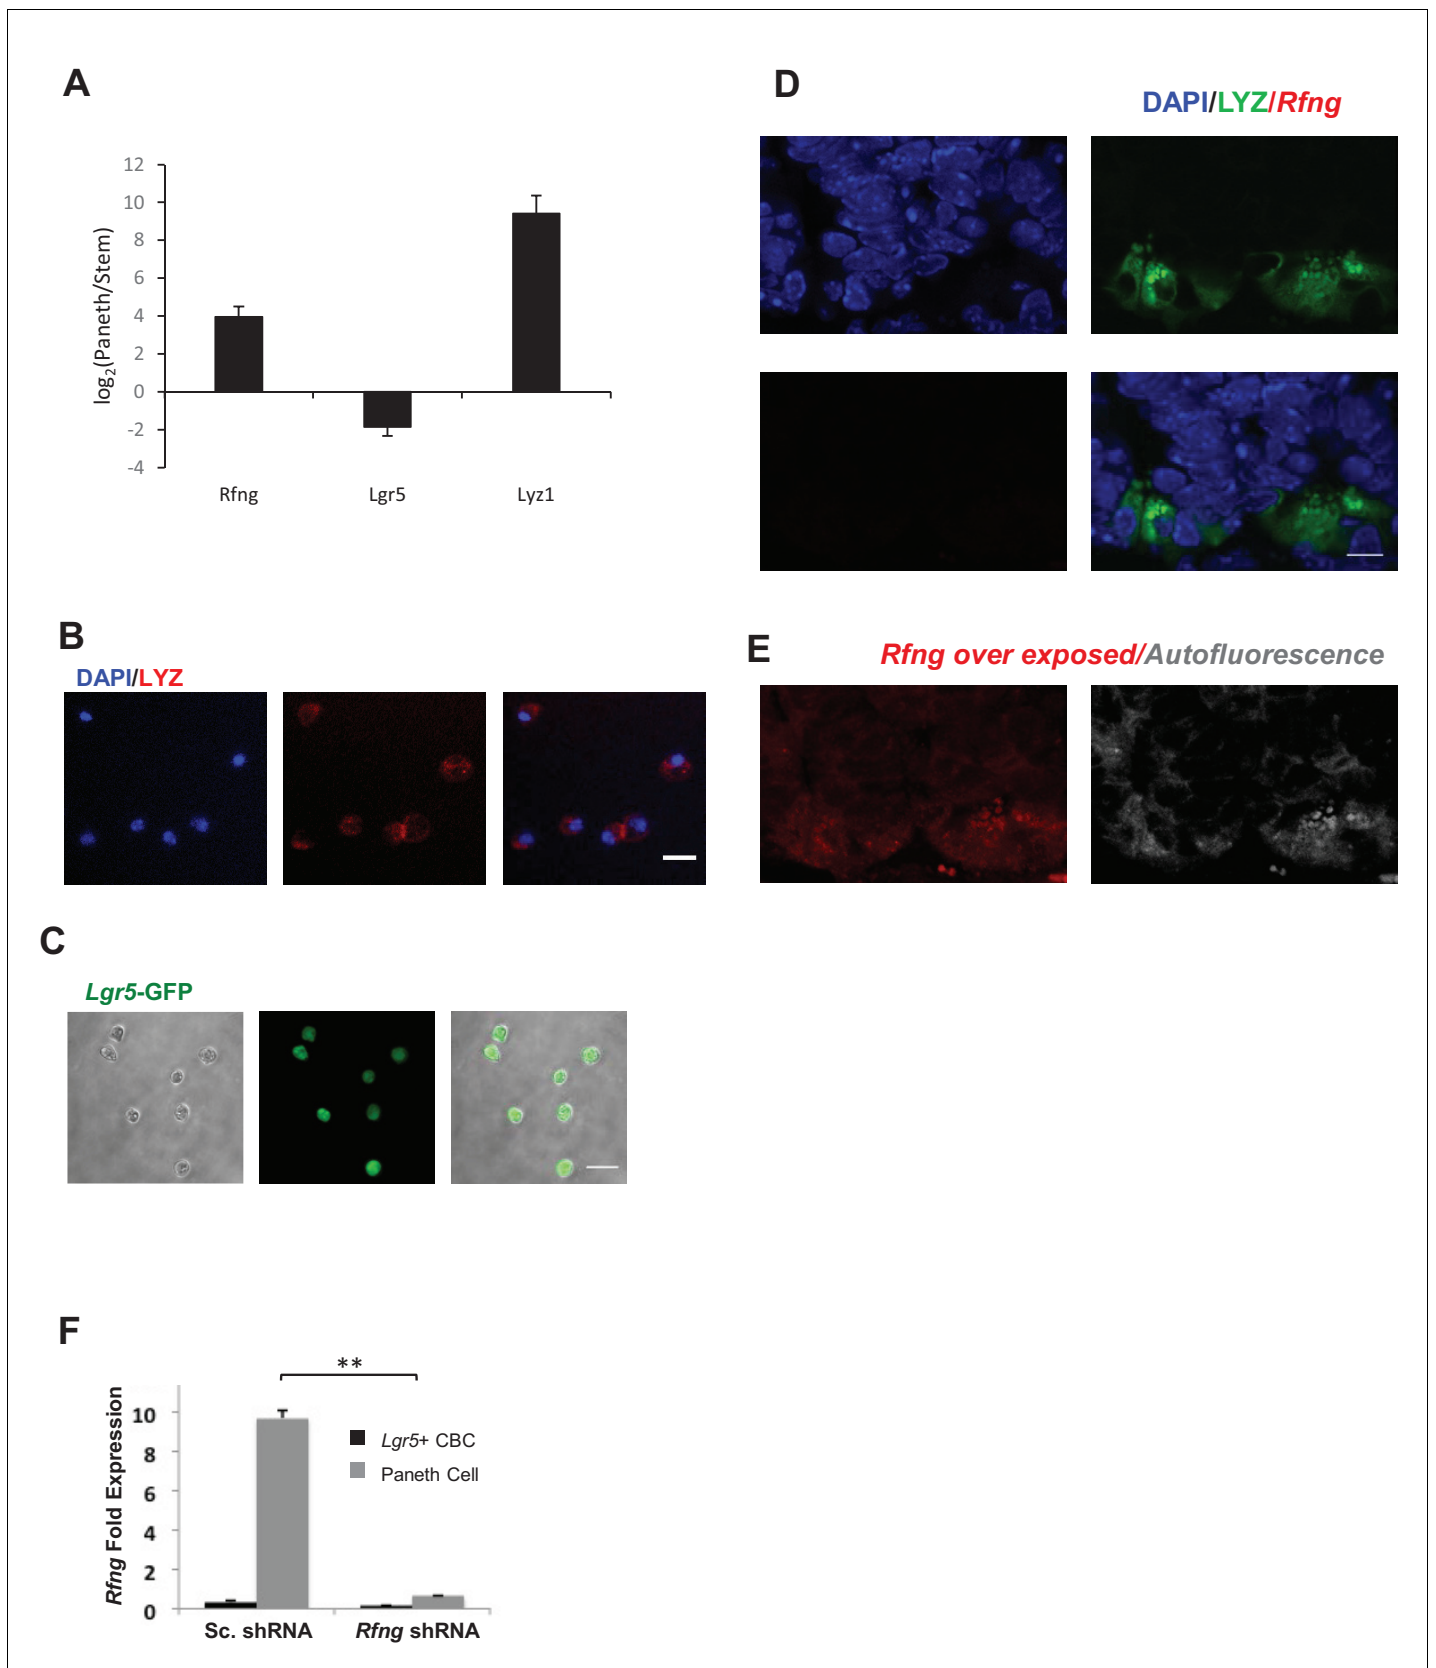 A
12
10
8
6
4
2
0
-2
-4
log2(Paneth/Stem)
Rfng Lgr5 Lyz1
B
DAPI/LYZ
C
Lgr5-GFP
D
DAPI/LYZ/Rfng
E
Rfng over exposed/Autofluorescence
F
**
Rfng Fold Expression
10
8
6
4
2
0
Lgr5+ CBC
Paneth Cell
Sc. shRNA Rfng shRNA